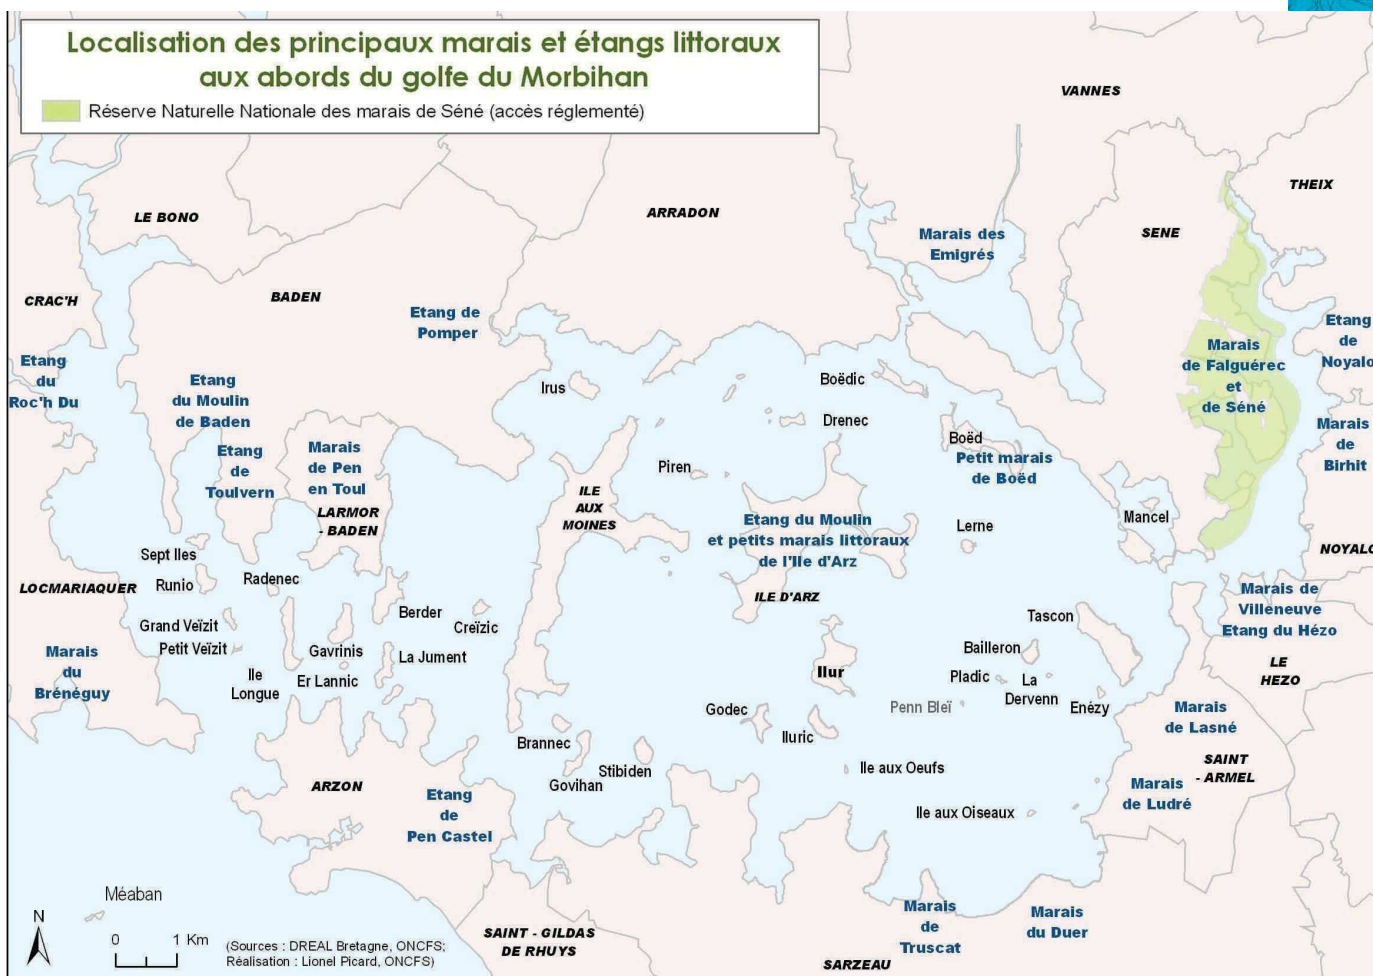 Localisation des principaux marais et étangs littoraux
aux abords du golfe du Morbihan
Réserve Naturelle Nationale des marais de Séné (accès réglementé)
VANNES
THEIX
LE BONO
ARRADON
SENE
Marais des
Emigrés
CRAC'H
BADEN
Etang de
Pomper
Etang
de
Noyalo
Etang
du
Roc'h Du
Etang
du Moulin
de Baden
Irus
Boëdic
Marais
de Falguérec
et
de Séné
Drenec
Etang
de
Toulvern
Marais
de Pen
en Toul
Boëd
Petit marais
de Boëd
Marais
de
Birhit
Piren
LARMOR
- BADEN
ILE
AUX
MOINES
Etang du Moulin
et petits marais littoraux
de l'Ile d'Arz
Lerne
Mancel
Sept Iles
NOYALO
LOCMARIAQUER
Runio
Radenec
ILE D'ARZ
Marais de
Villeneuve
Etang du Hézo
Grand Veïzit
Petit Veïzit
Berder
Creïzic
Tascon
Marais
du
Brénéguy
Ile
Longue
Gavrinis
Er Lannic
La Jument
Ilur
Bailleron
Pladic
La
Dervenn
Enézy
LE
HEZO
Penn Bleï
Godec
Iluric
Marais
de Lasné
Brannec
Govihan
Stibiden
Ile aux Oeufs
SAINT
- ARMEL
ARZON
Etang
de
Pen Castel
Marais
de Ludré
Ile aux Oiseaux
Méaban
Marais
de
Truscat
Marais
du Duer
N
0 1 Km
(Sources : DREAL Bretagne, ONCFS;
Réalisation : Lionel Picard, ONCFS)
SAINT - GILDAS
DE RHUYS
SARZEAU